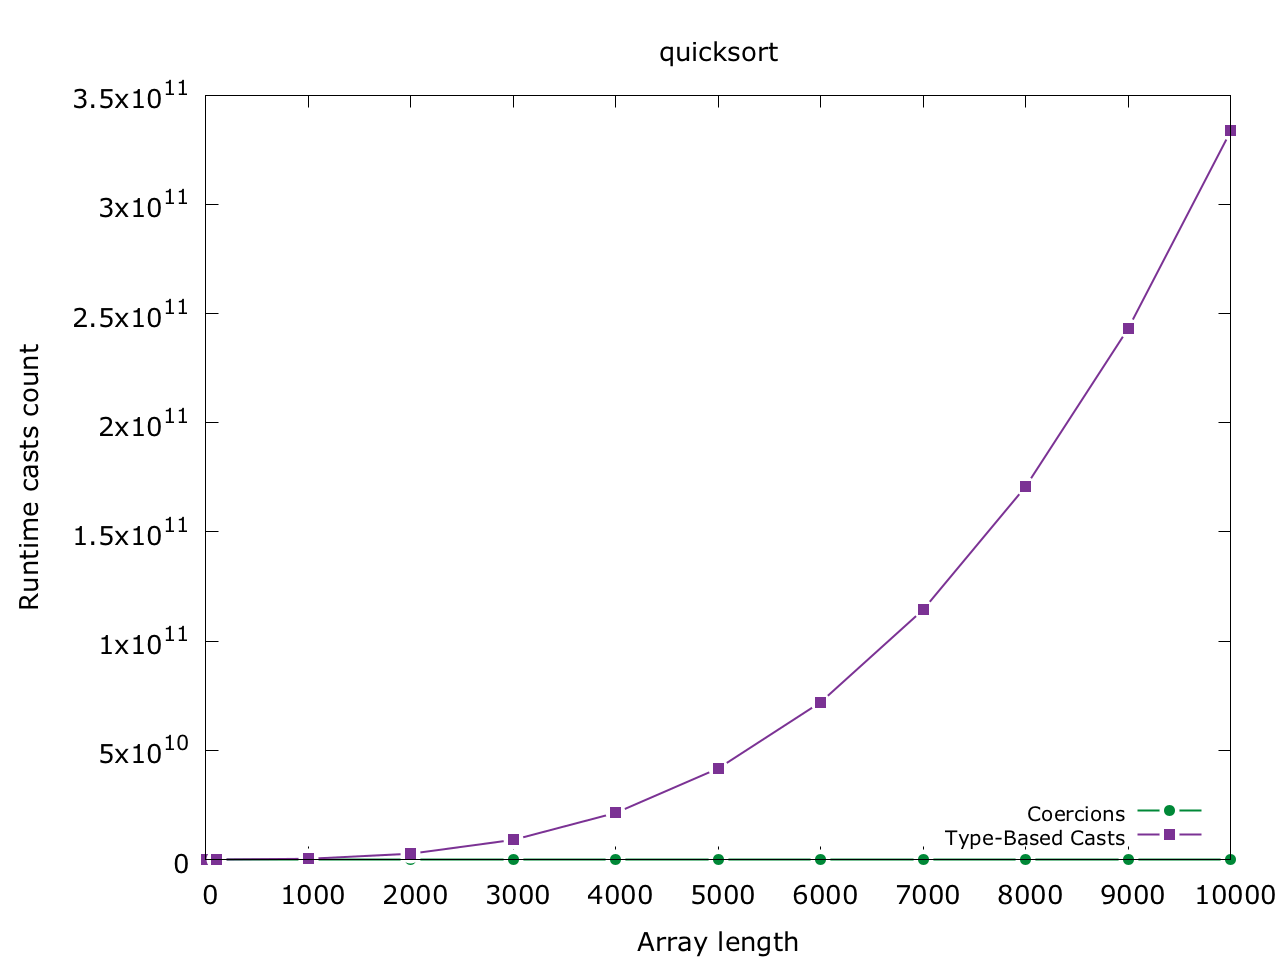 quicksort
3.5x10^11
3x10^11
2.5x10^11
2x10^11
1.5x10^11
1x10^11
5x10^10
0
Runtime casts count
Coercions
Type-Based Casts
0 1000 2000 3000 4000 5000 6000 7000 8000 9000 10000
Array length